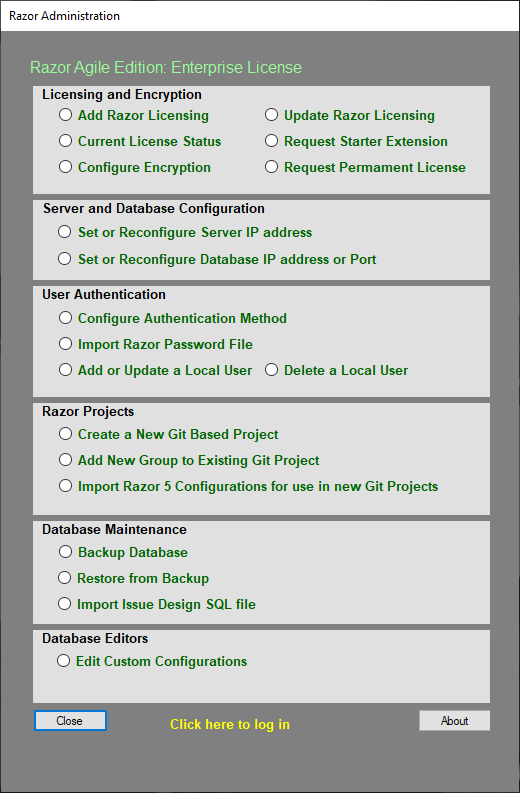 Razor Administration
Razor Agile Edition: Enterprise License
Licensing and Encryption
Add Razor Licensing Update Razor Licensing
Current License Status Request Starter Extension
Configure Encryption Request Permament License
Server and Database Configuration
Set or Reconfigure Server IP address
Set or Reconfigure Database IP address or Port
User Authentication
Configure Authentication Method
Import Razor Password File
Add or Update a Local User Delete a Local User
Razor Projects
Create a New Git Based Project
Add New Group to Existing Git Project
Import Razor 5 Configurations for use in new Git Projects
Database Maintenance
Backup Database
Restore from Backup
Import Issue Design SQL file
Database Editors
Edit Custom Configurations
Close Click here to log in About